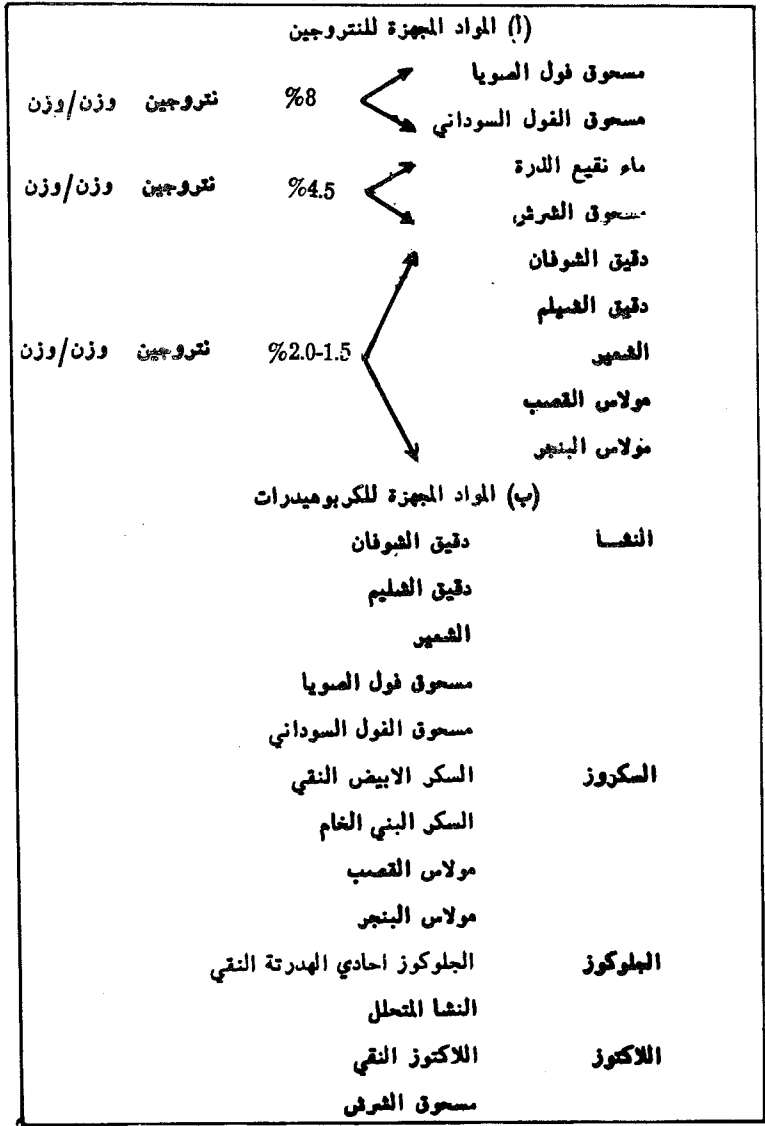 (أ) المواد المجهزة للنتروجين
مسحوق فول الصويا
%8 نتروجين وزن/وزن
مسحوق الفول السوداني
ماء نقيع الذرة
%4.5 نتروجين وزن/وزن
مسحوق الشرش
دقيق الشوفان
دقيق الشيلم
الشعير %2.0-1.5 نتروجين وزن/وزن
مولاس القصب
مولاس البنجر
(ب) المواد المجهزة للكربوهيدرات
النشـــا دقيق الشوفان
دقيق الشليم
الشعير
مسحوق فول الصويا
مسحوق الفول السوداني
السكروز السكر الابيض النقي
السكر البني الخام
مولاس القصب
مولاس البنجر
الجلوكوز الجلوكوز احادي الهدرتة النقي
النشا المتحلل
اللاكتوز اللاكتوز النقي
مسحوق الشرش